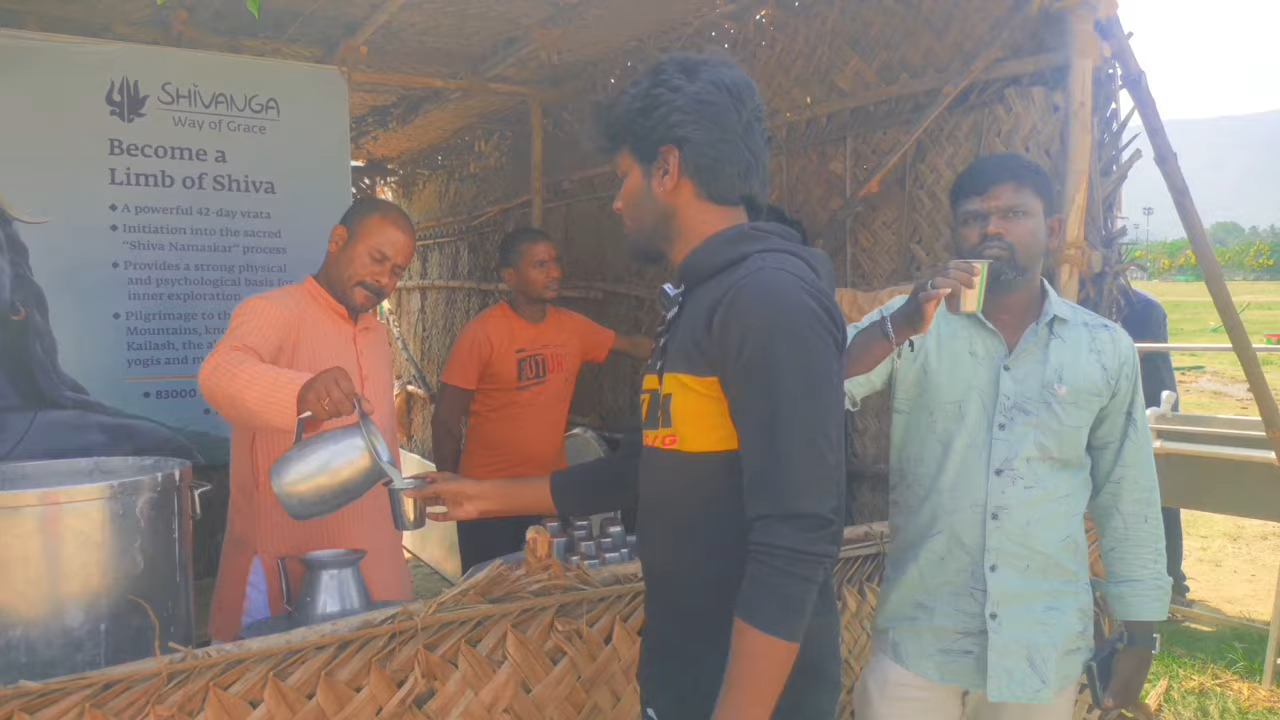 SHIVANGA
Way of Grace
Become a
Limb of Shiva
A powerful 42-day vrata
Initiation into the sacred
"Shiva Namaskar" process
Provides a strong physical
and psychological basis for
inner exploration
Pilgrimage to th
Mountains, kno
Kailash, the a
yogis and m
83000
FUTUR